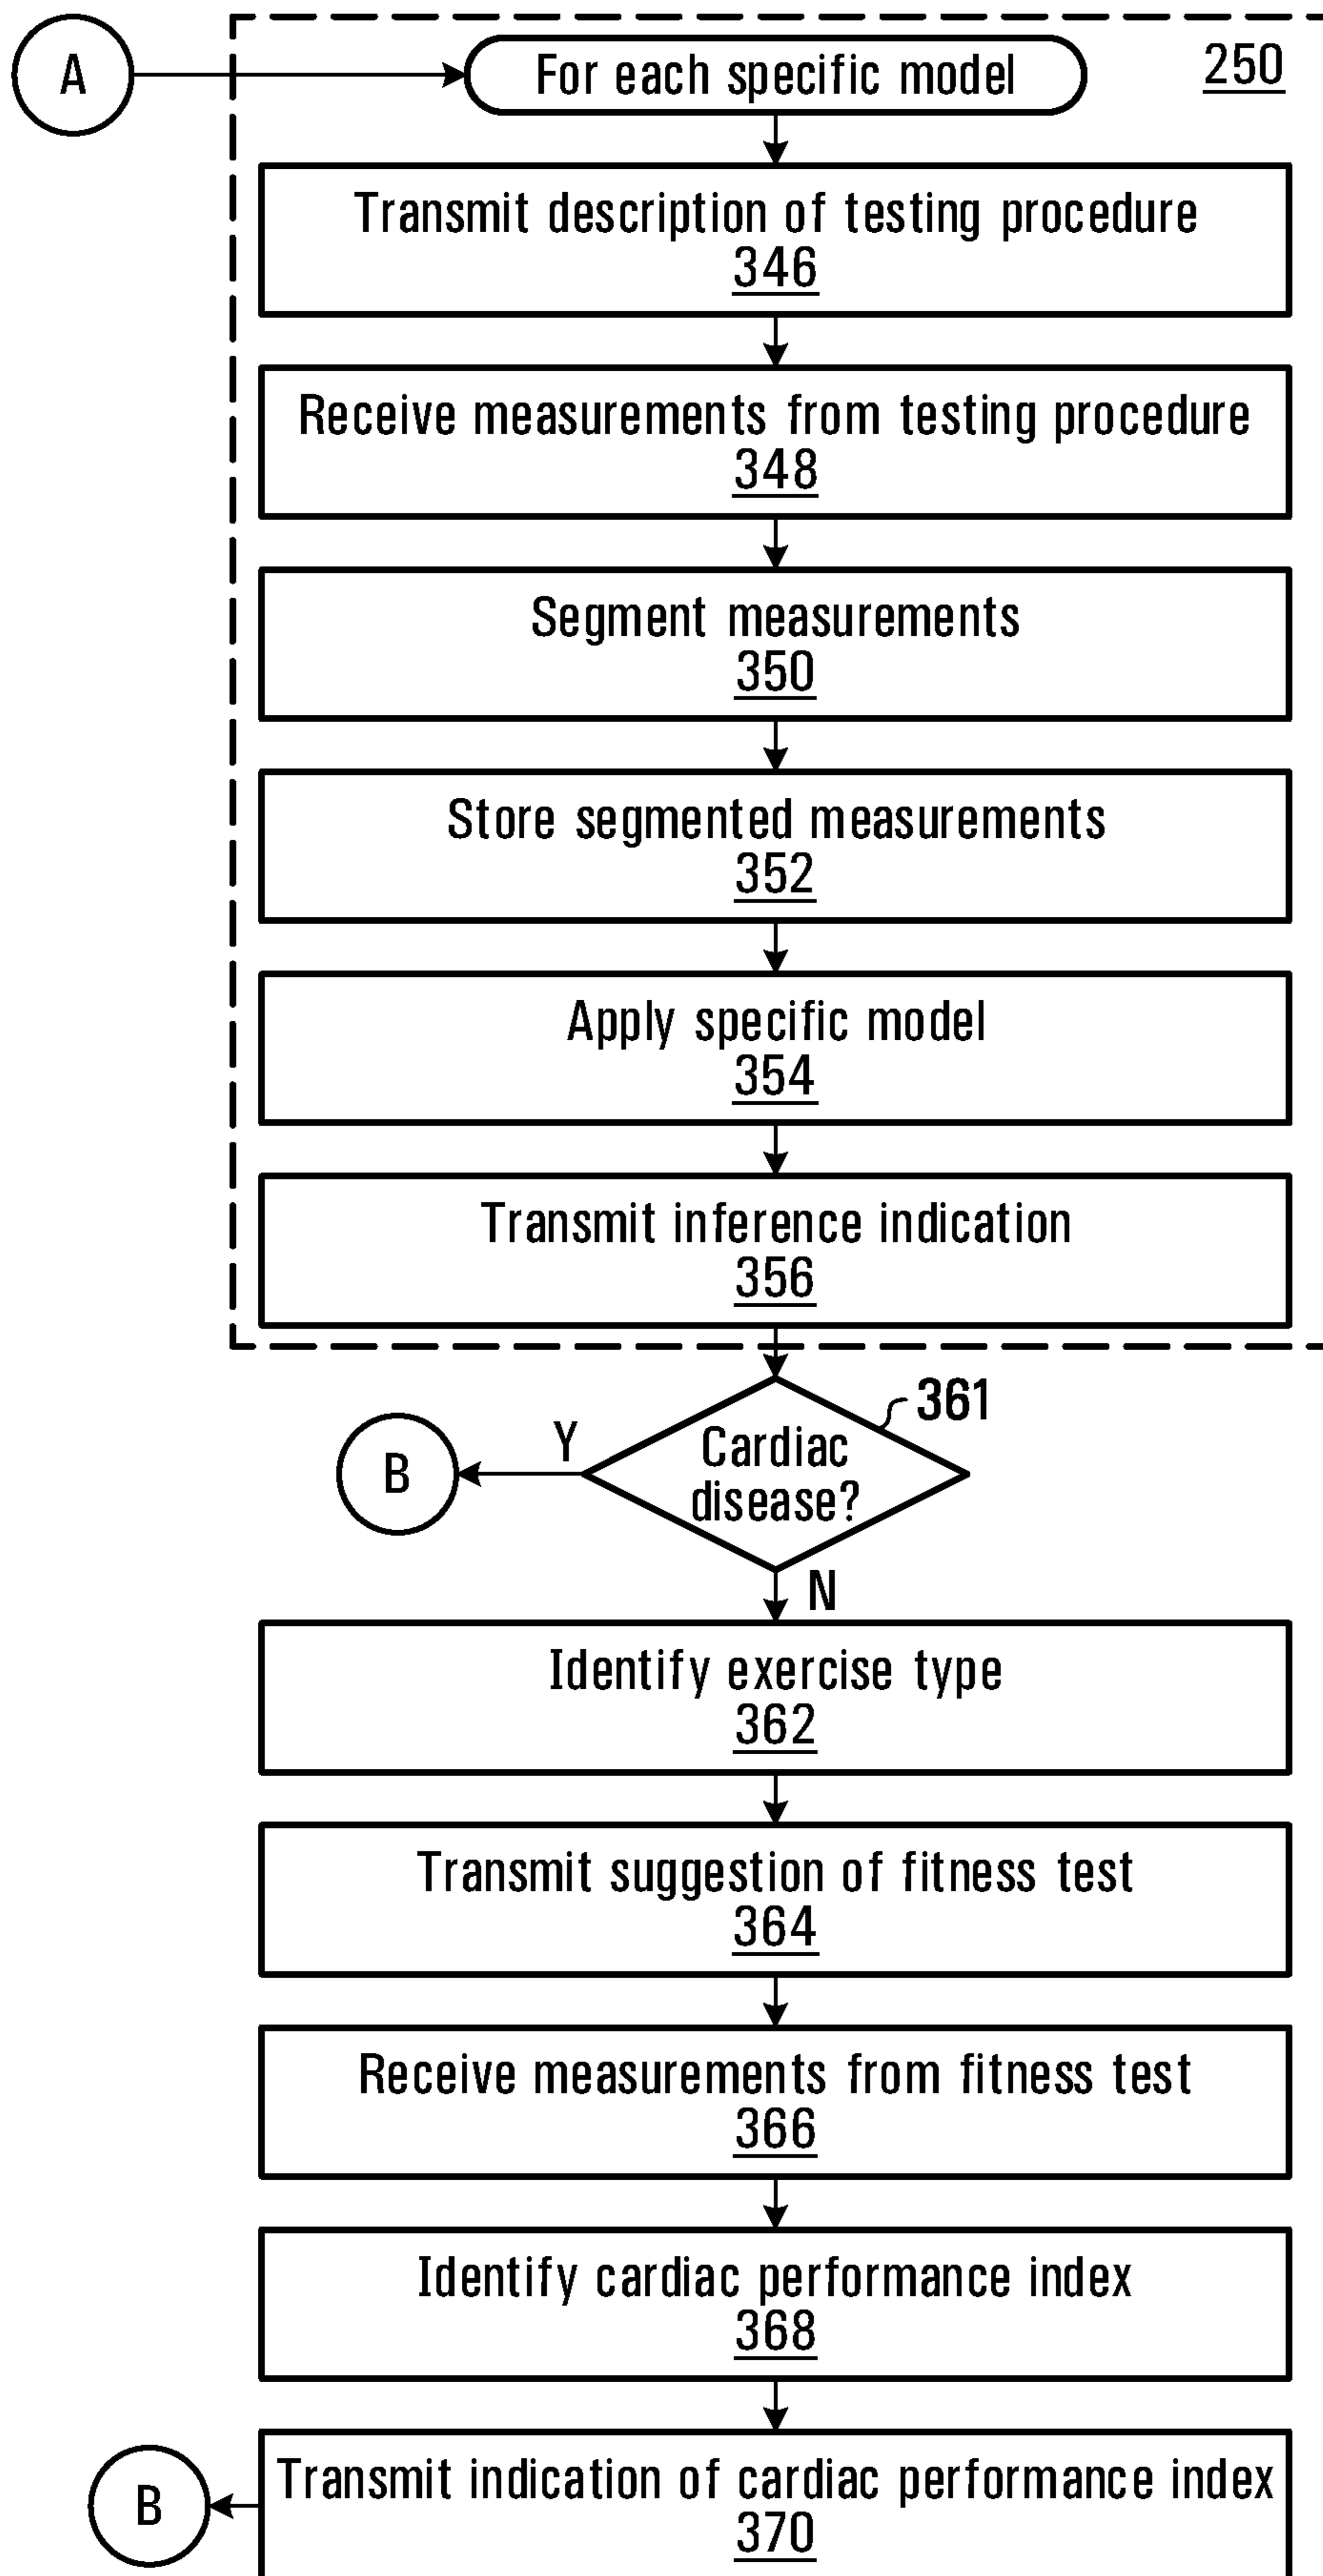 A
For each specific model
250
Transmit description of testing procedure
346
Receive measurements from testing procedure
348
Segment measurements
350
Store segmented measurements
352
Apply specific model
354
Transmit inference indication
356
361
Y
B
Cardiac
disease?
N
Identify exercise type
362
Transmit suggestion of fitness test
364
Receive measurements from fitness test
366
Identify cardiac performance index
368
B
Transmit indication of cardiac performance index
370